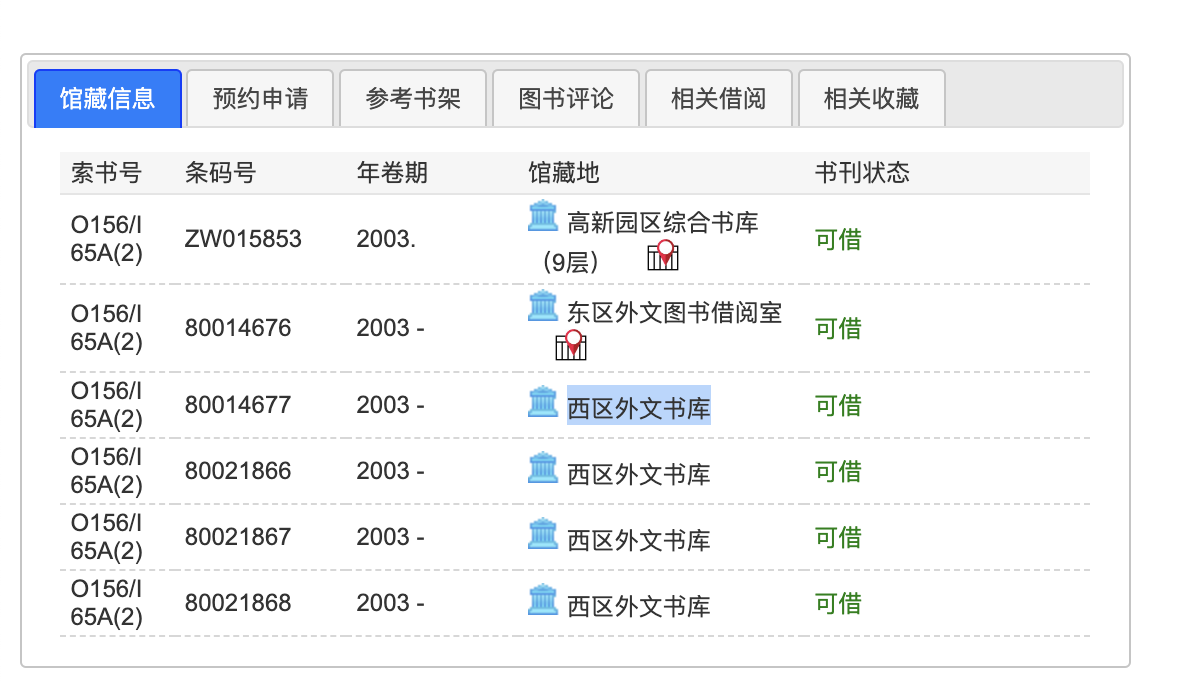 馆藏信息 预约申请 参考书架 图书评论 相关借阅 相关收藏
索书号 条码号 年卷期 馆藏地 书刊状态
O156/I
65A(2) ZW015853 2003. 高新园区综合书库
(9层) 可借
O156/I
65A(2) 80014676 2003 - 东区外文图书借阅室 可借
O156/I
65A(2) 80014677 2003 - 西区外文书库 可借
O156/I
65A(2) 80021866 2003 - 西区外文书库 可借
O156/I
65A(2) 80021867 2003 - 西区外文书库 可借
O156/I
65A(2) 80021868 2003 - 西区外文书库 可借